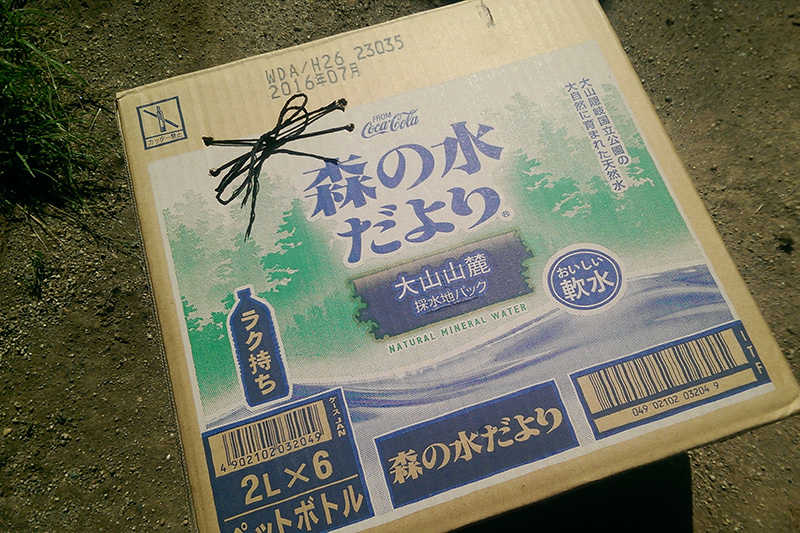 WDA/H26 23035
2016年07月
カッター禁止
FROM
Coca-Cola
大山隠岐国立公園の
大自然に育まれた天然水
森の水
だより®
大山山麓
採水地パック
NATURAL MINERAL WATER
おいしい
軟水
ラク持ち
ケースJAN
4902102032049
2L×6
ペットボトル
森の水だより
ITF
049 02102 03204 9